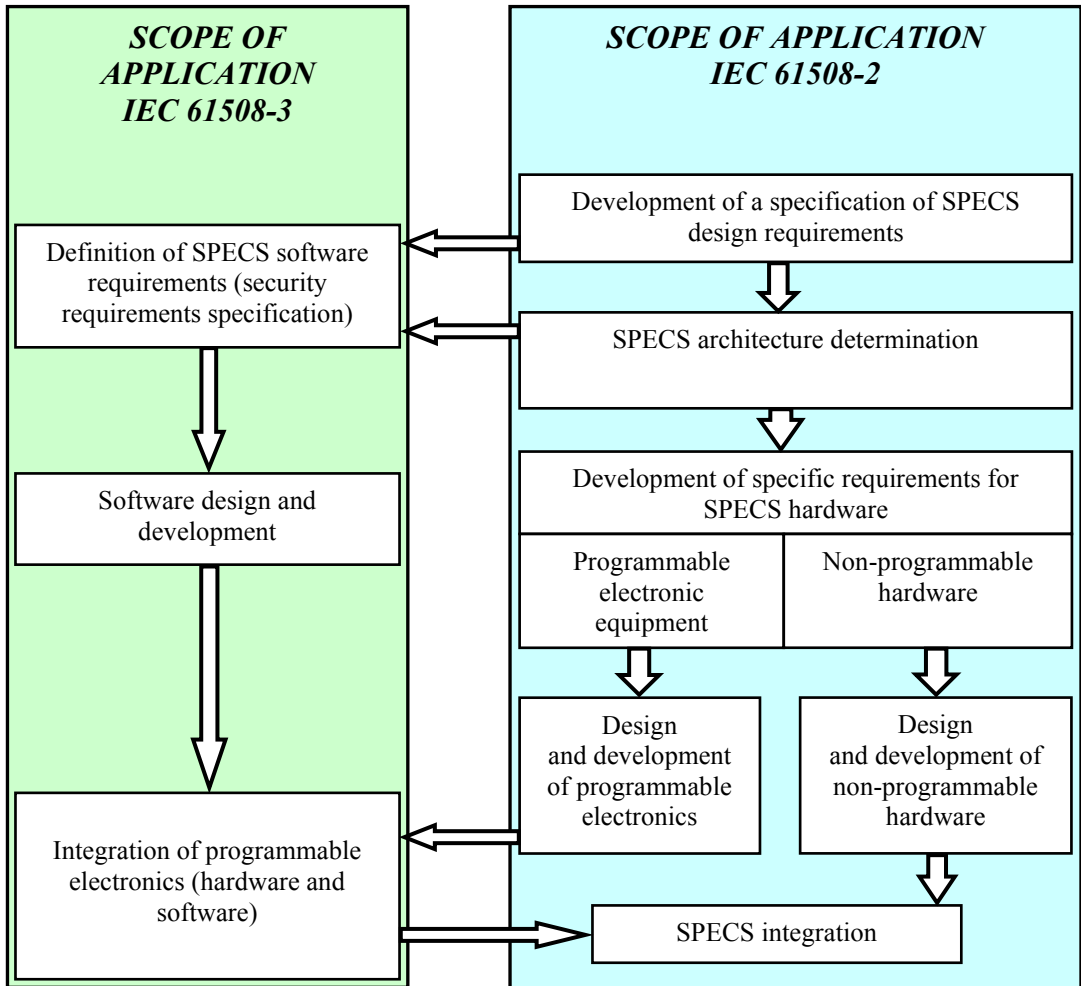 SCOPE OF
APPLICATION
IEC 61508-3
SCOPE OF APPLICATION
IEC 61508-2
Development of a specification of SPECS
design requirements
Definition of SPECS software
requirements (security
requirements specification)
SPECS architecture determination
Development of specific requirements for
SPECS hardware
Software design and
development
Programmable
electronic
equipment
Non-programmable
hardware
Design
and development
of programmable
electronics
Design
and development of
non-programmable
hardware
Integration of programmable
electronics (hardware and
software)
SPECS integration